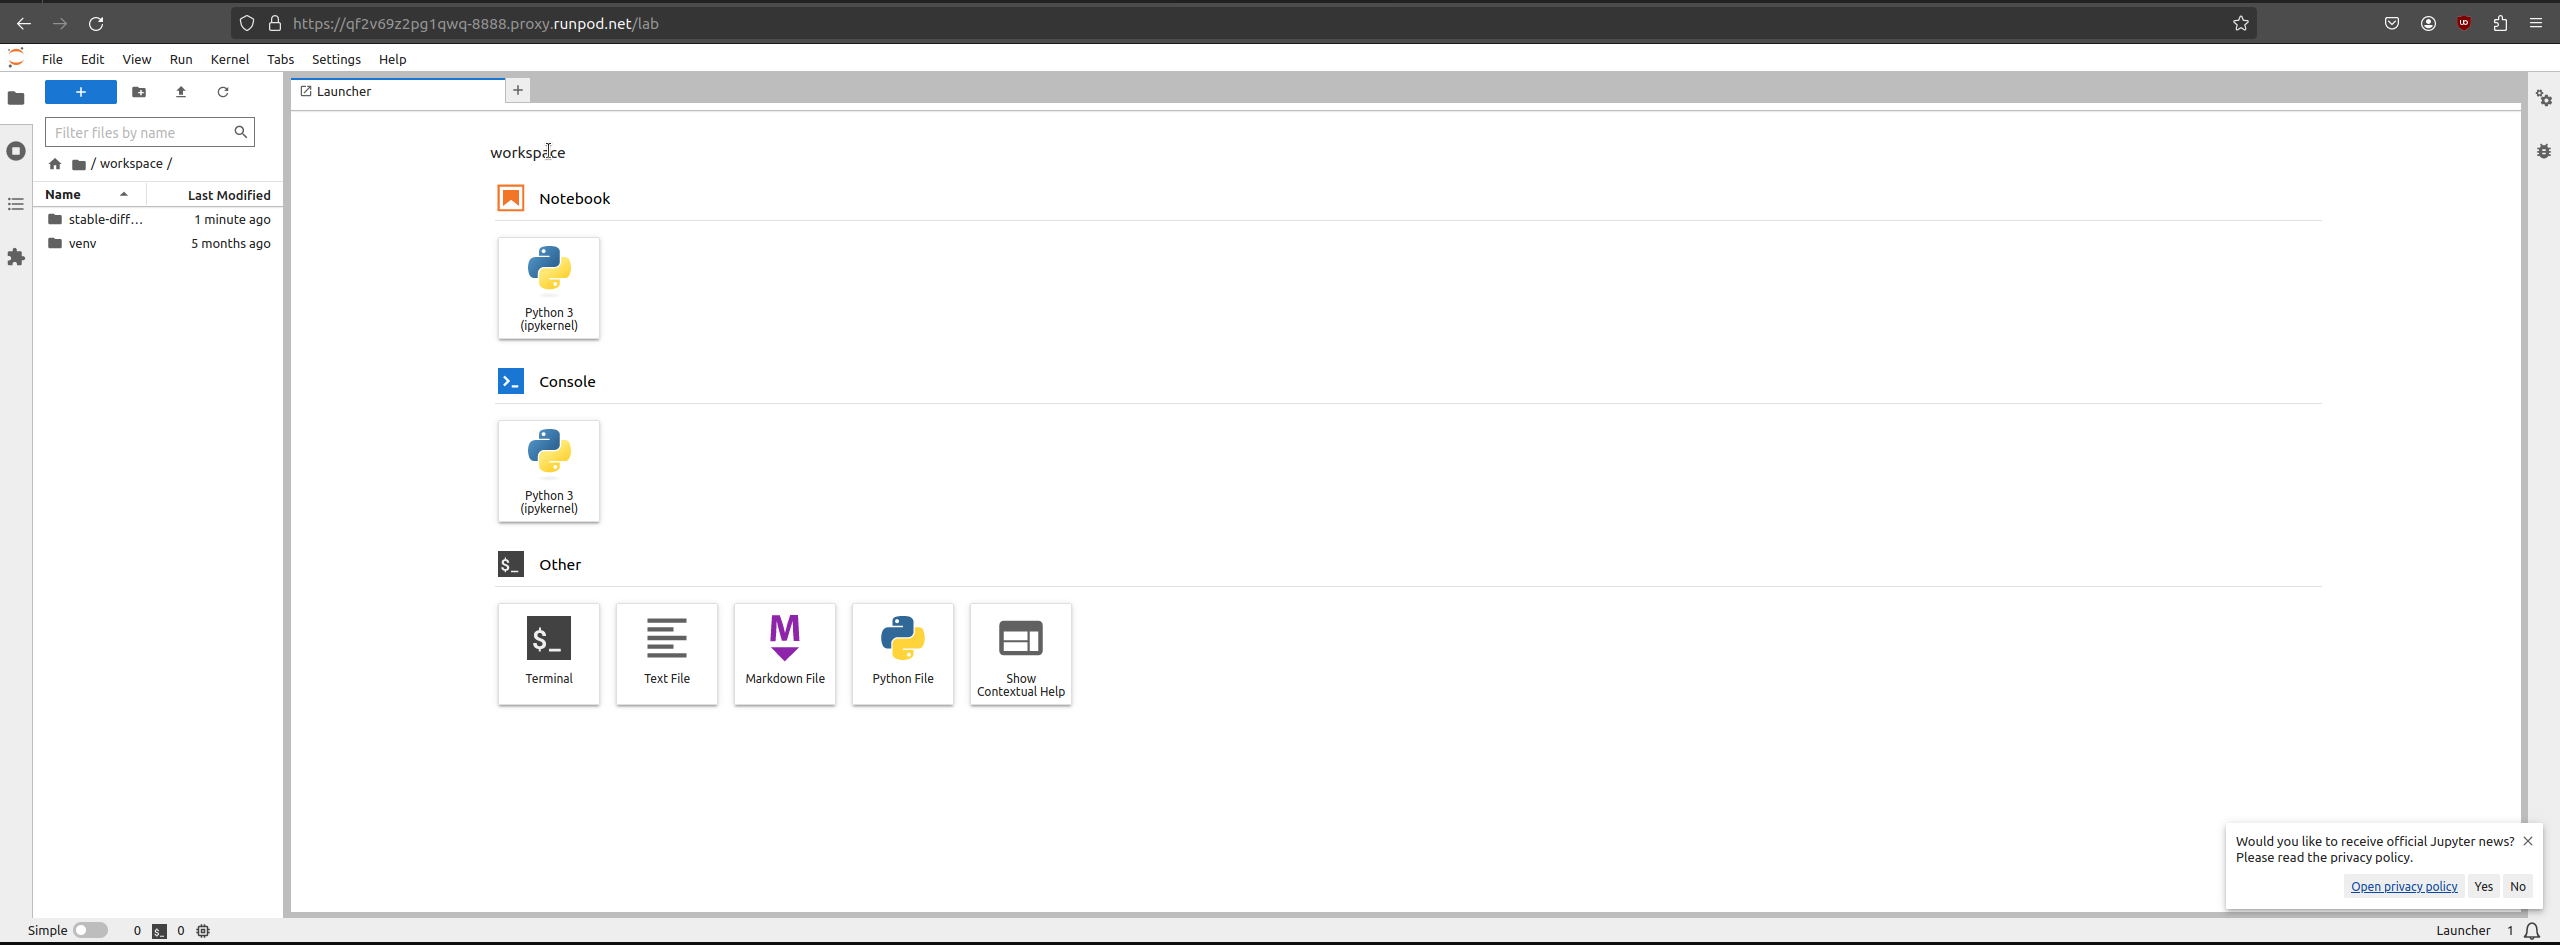 https://qf2v69z2pg1qwq-8888.proxy.runpod.net/lab
File Edit View Run Kernel Tabs Settings Help
+
Launcher +
Filter files by name
/ workspace /
Name Last Modified
stable-diff... 1 minute ago
venv 5 months ago
workspace
Notebook
Python 3
(ipykernel)
>_ Console
Python 3
(ipykernel)
$_ Other
$_
Terminal
Text File
M
Markdown File
Python File
Show
Contextual Help
Would you like to receive official Jupyter news?
Please read the privacy policy.
Open privacy policy Yes No
Simple 0 $_ 0
Launcher 1